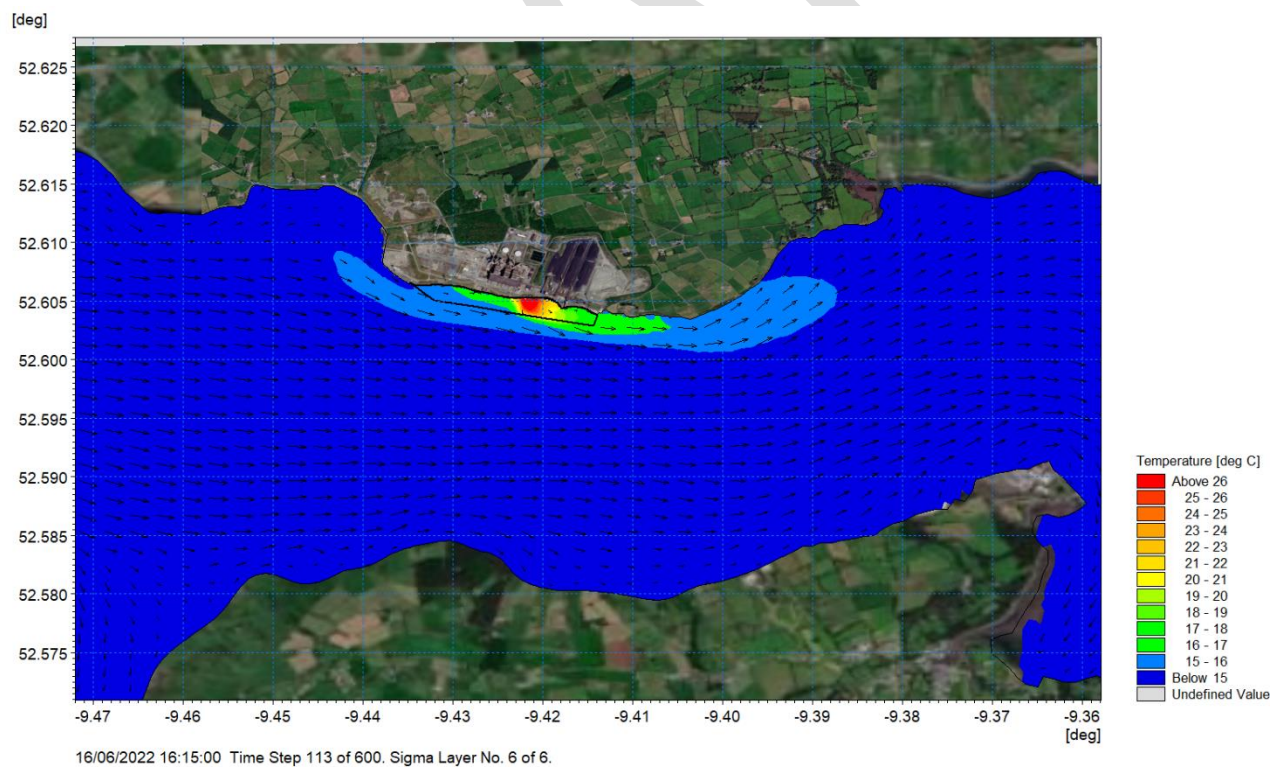 [deg]
52.625
52.620
52.615
52.610
52.605
52.600
52.595
52.590
52.585
52.580
52.575
-9.47 -9.46 -9.45 -9.44 -9.43 -9.42 -9.41 -9.40 -9.39 -9.38 -9.37 -9.36
[deg]
Temperature [deg C]
Above 26
25 - 26
24 - 25
23 - 24
22 - 23
21 - 22
20 - 21
19 - 20
18 - 19
17 - 18
16 - 17
15 - 16
Below 15
Undefined Value
16/06/2022 16:15:00 Time Step 113 of 600. Sigma Layer No. 6 of 6.